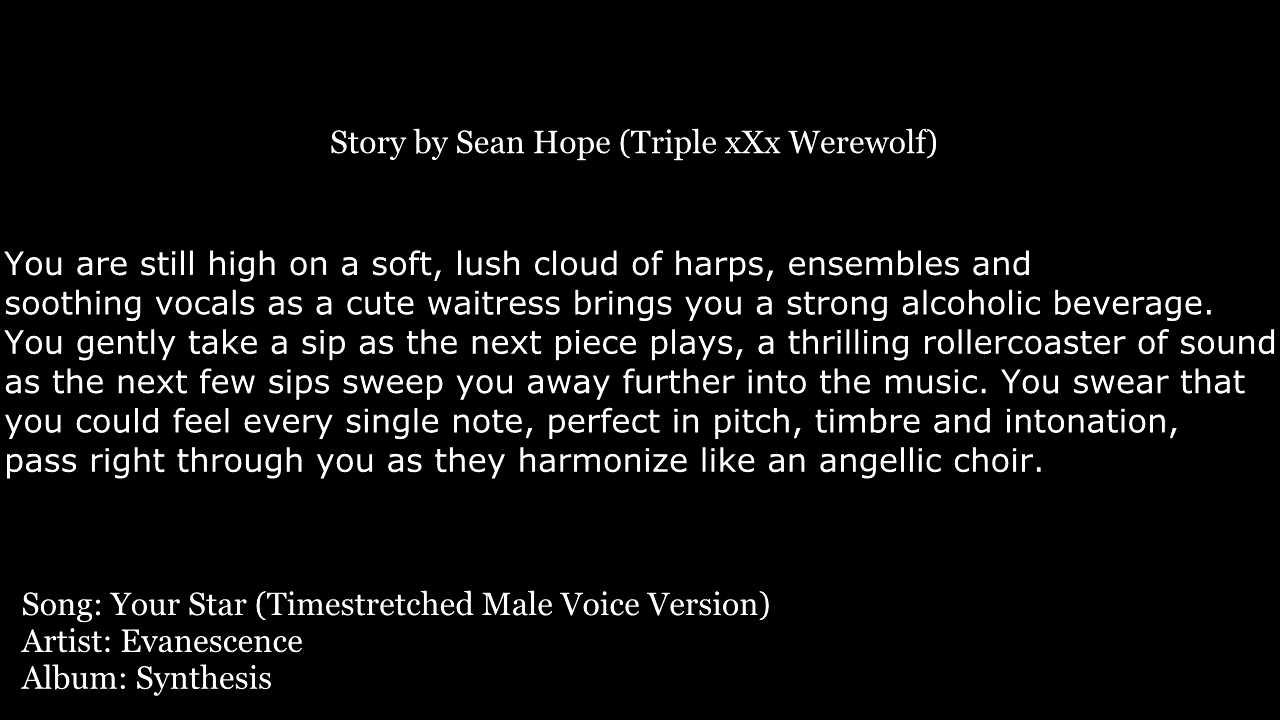 Story by Sean Hope (Triple xXx Werewolf)
You are still high on a soft, lush cloud of harps, ensembles and
soothing vocals as a cute waitress brings you a strong alcoholic beverage.
You gently take a sip as the next piece plays, a thrilling rollercoaster of sound
as the next few sips sweep you away further into the music. You swear that
you could feel every single note, perfect in pitch, timbre and intonation,
pass right through you as they harmonize like an angellic choir.
Song: Your Star (Timestretched Male Voice Version)
Artist: Evanescence
Album: Synthesis